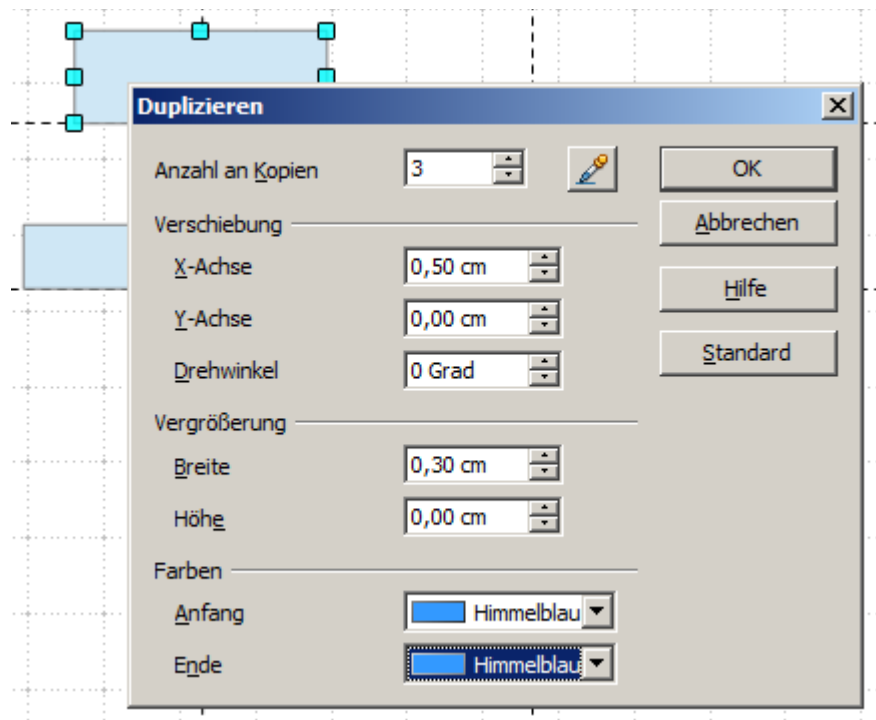 Duplizieren
Anzahl an Kopien 3 OK
Verschiebung Abbrechen
X-Achse 0,50 cm Hilfe
Y-Achse 0,00 cm
Drehwinkel 0 Grad Standard
Vergrößerung
Breite 0,30 cm
Höhe 0,00 cm
Farben
Anfang Himmelblau
Ende Himmelblau